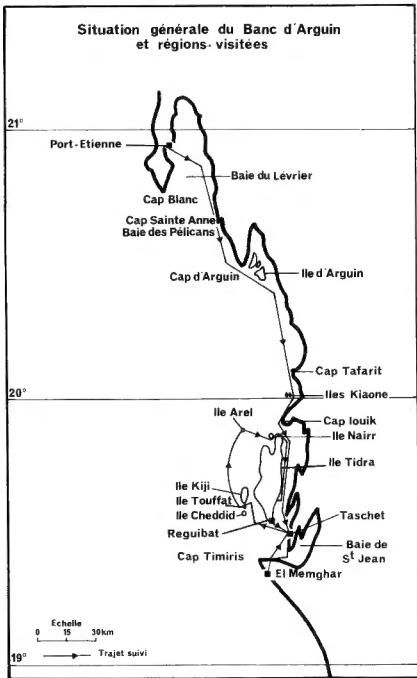 Situation générale du Banc d'Arguin
et régions visitées
21°
Port-Etienne
Baie du Lévrier
Cap Blanc
Cap Sainte Anne
Baie des Pélicans
Cap d'Arguin
Ile d'Arguin
Cap Tafarit
20°
Iles Kiaone
Ile Arel
Cap Iouik
Ile Nairr
Ile Tidra
Ile Kiji
Ile Touffat
Ile Cheddid
Taschet
Reguibat
Baie de
St Jean
Cap Timiris
El Memghar
Echelle
0 15 30km
Trajet suivi
19°